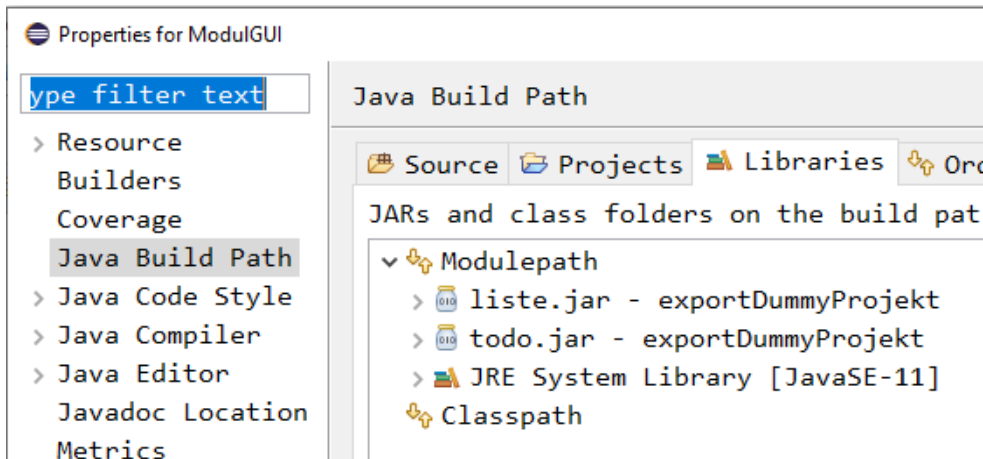 Properties for ModulGUI
ype filter text
Resource
Builders
Coverage
Java Build Path
Java Code Style
Java Compiler
Java Editor
Javadoc Location
Metrics
Java Build Path
Source Projects Libraries Ord
JARs and class folders on the build pat
Modulepath
liste.jar - exportDummyProjekt
todo.jar - exportDummyProjekt
JRE System Library [JavaSE-11]
Classpath